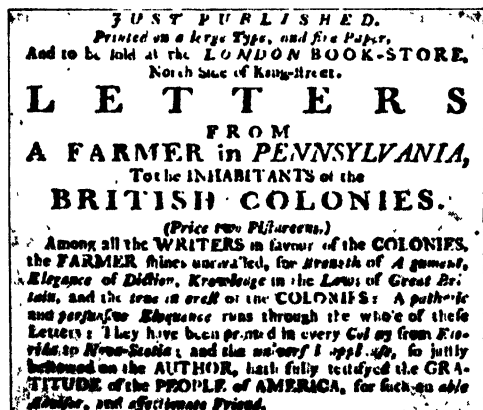 JUST PUBLISHED.
Printed on a large Type, and fine Paper,
And to be sold at the LONDON BOOK-STORE,
North Side of King-Street.
LETTERS
FROM
A FARMER in PENNSYLVANIA,
To the INHABITANTS of the
BRITISH COLONIES.
(Price two Pistareens.)
Among all the WRITERS in favour of the COLONIES,
the FARMER shines unrivalled, for Strength of Argument,
Elegance of Diction, Knowledge in the Laws of Great Bri-
tain, and the true interest of the COLONIES: A pathetic
and persuasive Eloquence runs through the whole of these
Letters: They have been printed in every Colony from Flo-
rida to Nova-Scotia; and the universal applause, so justly
bestowed on the AUTHOR, hath fully testifyed the GRA-
TITUDE of the PEOPLE of AMERICA, for such an able
Adviser, and affectionate Friend.